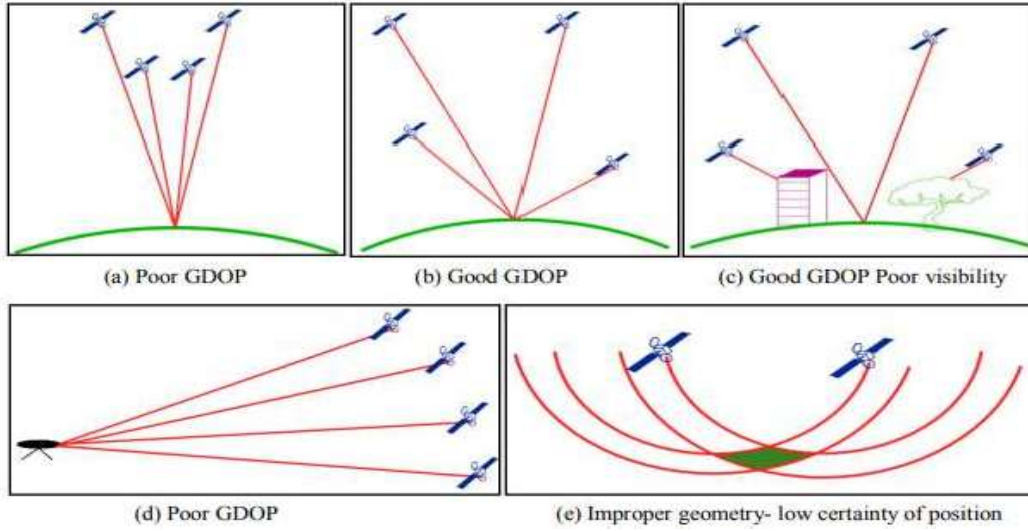 (a) Poor GDOP
(b) Good GDOP
(c) Good GDOP Poor visibility
(d) Poor GDOP
(e) Improper geometry- low certainty of position